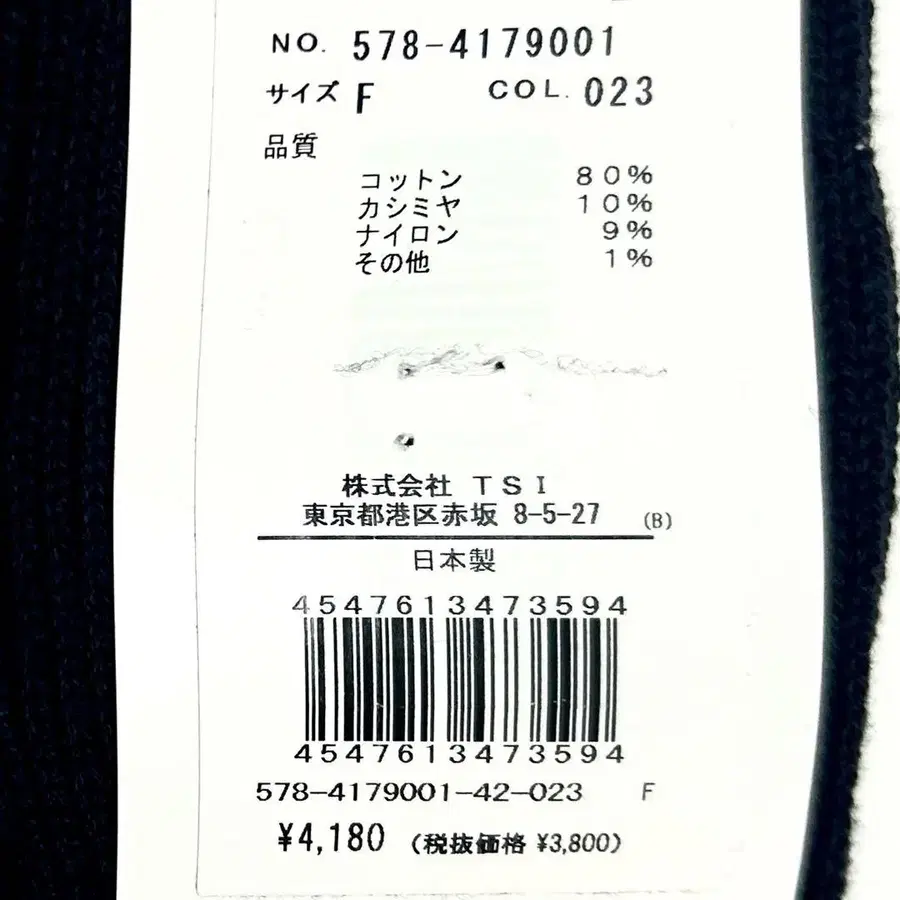 NO. 578-4179001
サイズ F COL. 023
品質
コットン 80%
カシミヤ 10%
ナイロン 9%
その他 1%
株式会社 TSI
東京都港区赤坂 8-5-27 (B)
日本製
4547613473594
4547613473594
578-4179001-42-023 F
¥4,180 (税抜価格 ¥3,800)